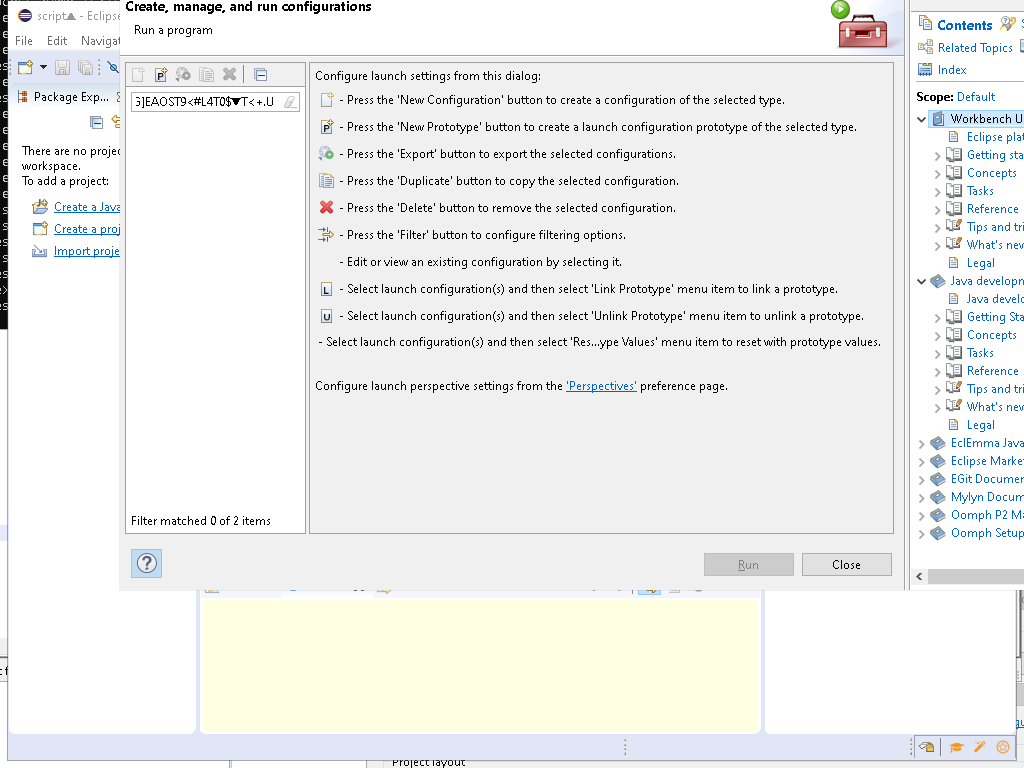 Create, manage, and run configurations
Run a program
script▲ - Eclips
File Edit Navigat
Package Exp...
There are no projec
workspace.
To add a project:
Create a Java
Create a proj
Import proje
G]EAOST9<#L4T0$▼T<+.U
Filter matched 0 of 2 items
Configure launch settings from this dialog:
- Press the 'New Configuration' button to create a configuration of the selected type.
- Press the 'New Prototype' button to create a launch configuration prototype of the selected type.
- Press the 'Export' button to export the selected configurations.
- Press the 'Duplicate' button to copy the selected configuration.
- Press the 'Delete' button to remove the selected configuration.
- Press the 'Filter' button to configure filtering options.
- Edit or view an existing configuration by selecting it.
L - Select launch configuration(s) and then select 'Link Prototype' menu item to link a prototype.
U - Select launch configuration(s) and then select 'Unlink Prototype' menu item to unlink a prototype.
- Select launch configuration(s) and then select 'Res...ype Values' menu item to reset with prototype values.
Configure launch perspective settings from the 'Perspectives' preference page.
Run
Close
Contents
Related Topics
Index
Scope: Default
Workbench U
Eclipse plat
Getting sta
Concepts
Tasks
Reference
Tips and tri
What's new
Legal
Java developm
Java develo
Getting Sta
Concepts
Tasks
Reference
Tips and tri
What's new
Legal
EclEmma Java
Eclipse Marke
EGit Documen
Mylyn Docum
Oomph P2 Ma
Oomph Setup
Project layout